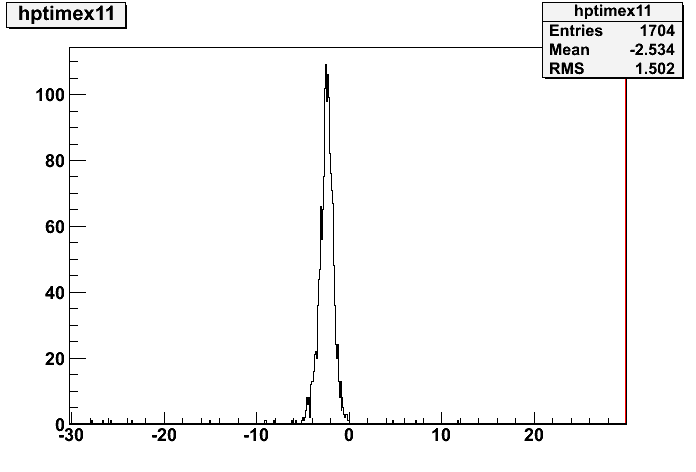 hptimex11
hptimex11
Entries 1704
Mean -2.534
RMS 1.502
100
80
60
40
20
0
-30 -20 -10 0 10 20